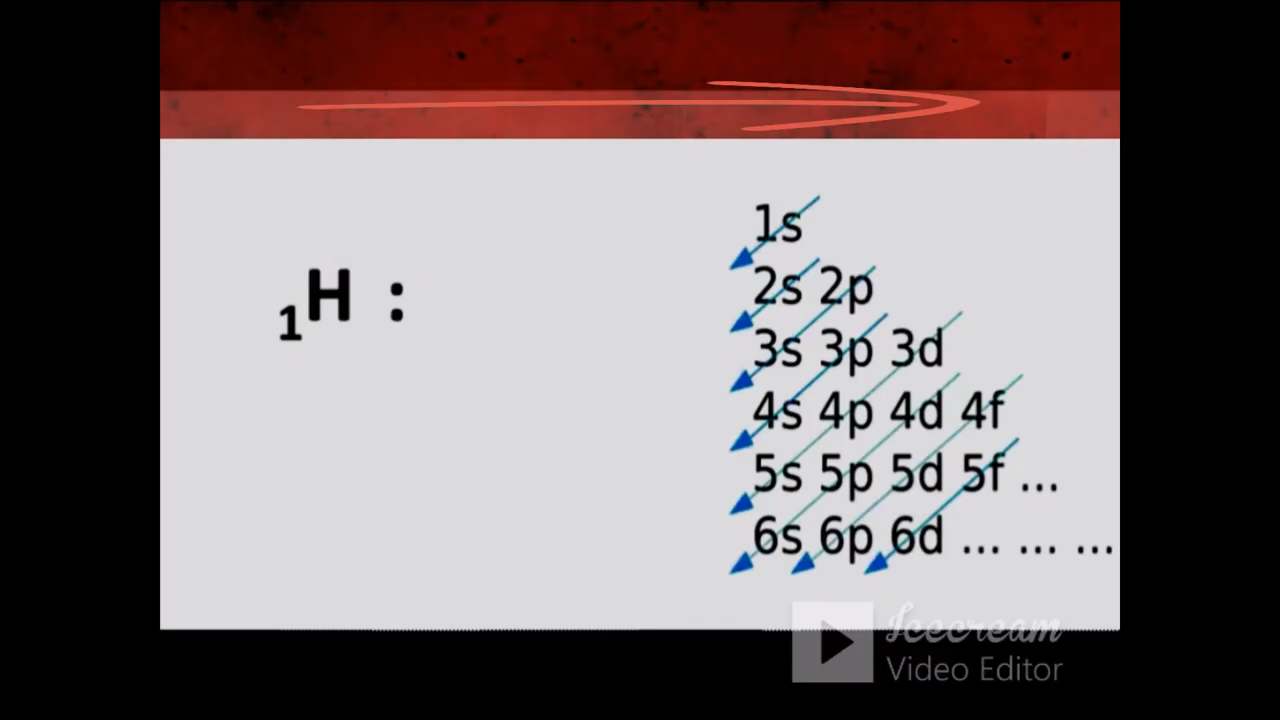 ₁H :
1s
2s 2p
3s 3p 3d
4s 4p 4d 4f
5s 5p 5d 5f ...
6s 6p 6d ... ... ...
Icecream
Video Editor